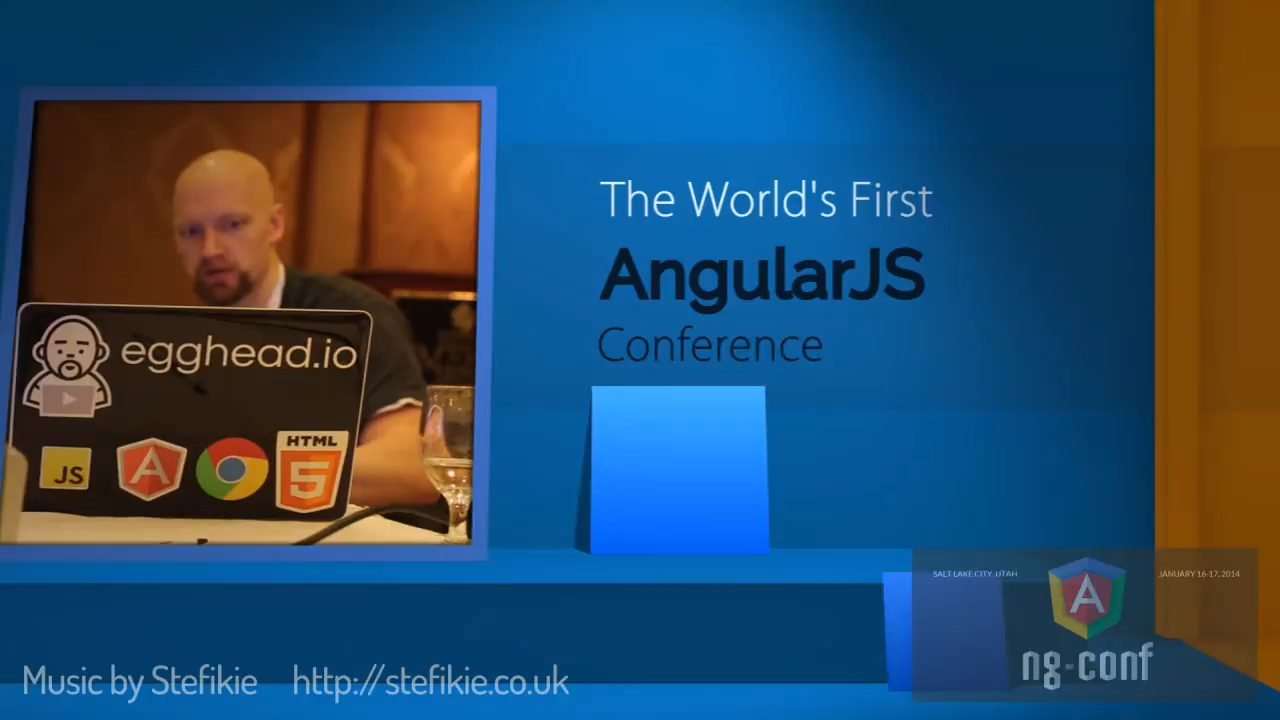 The World's First
AngularJS
Conference
egghead.io
JS
A
HTML
5
SALT LAKE CITY, UTAH
JANUARY 16-17, 2014
A
ng-conf
Music by Stefikie http://stefikie.co.uk